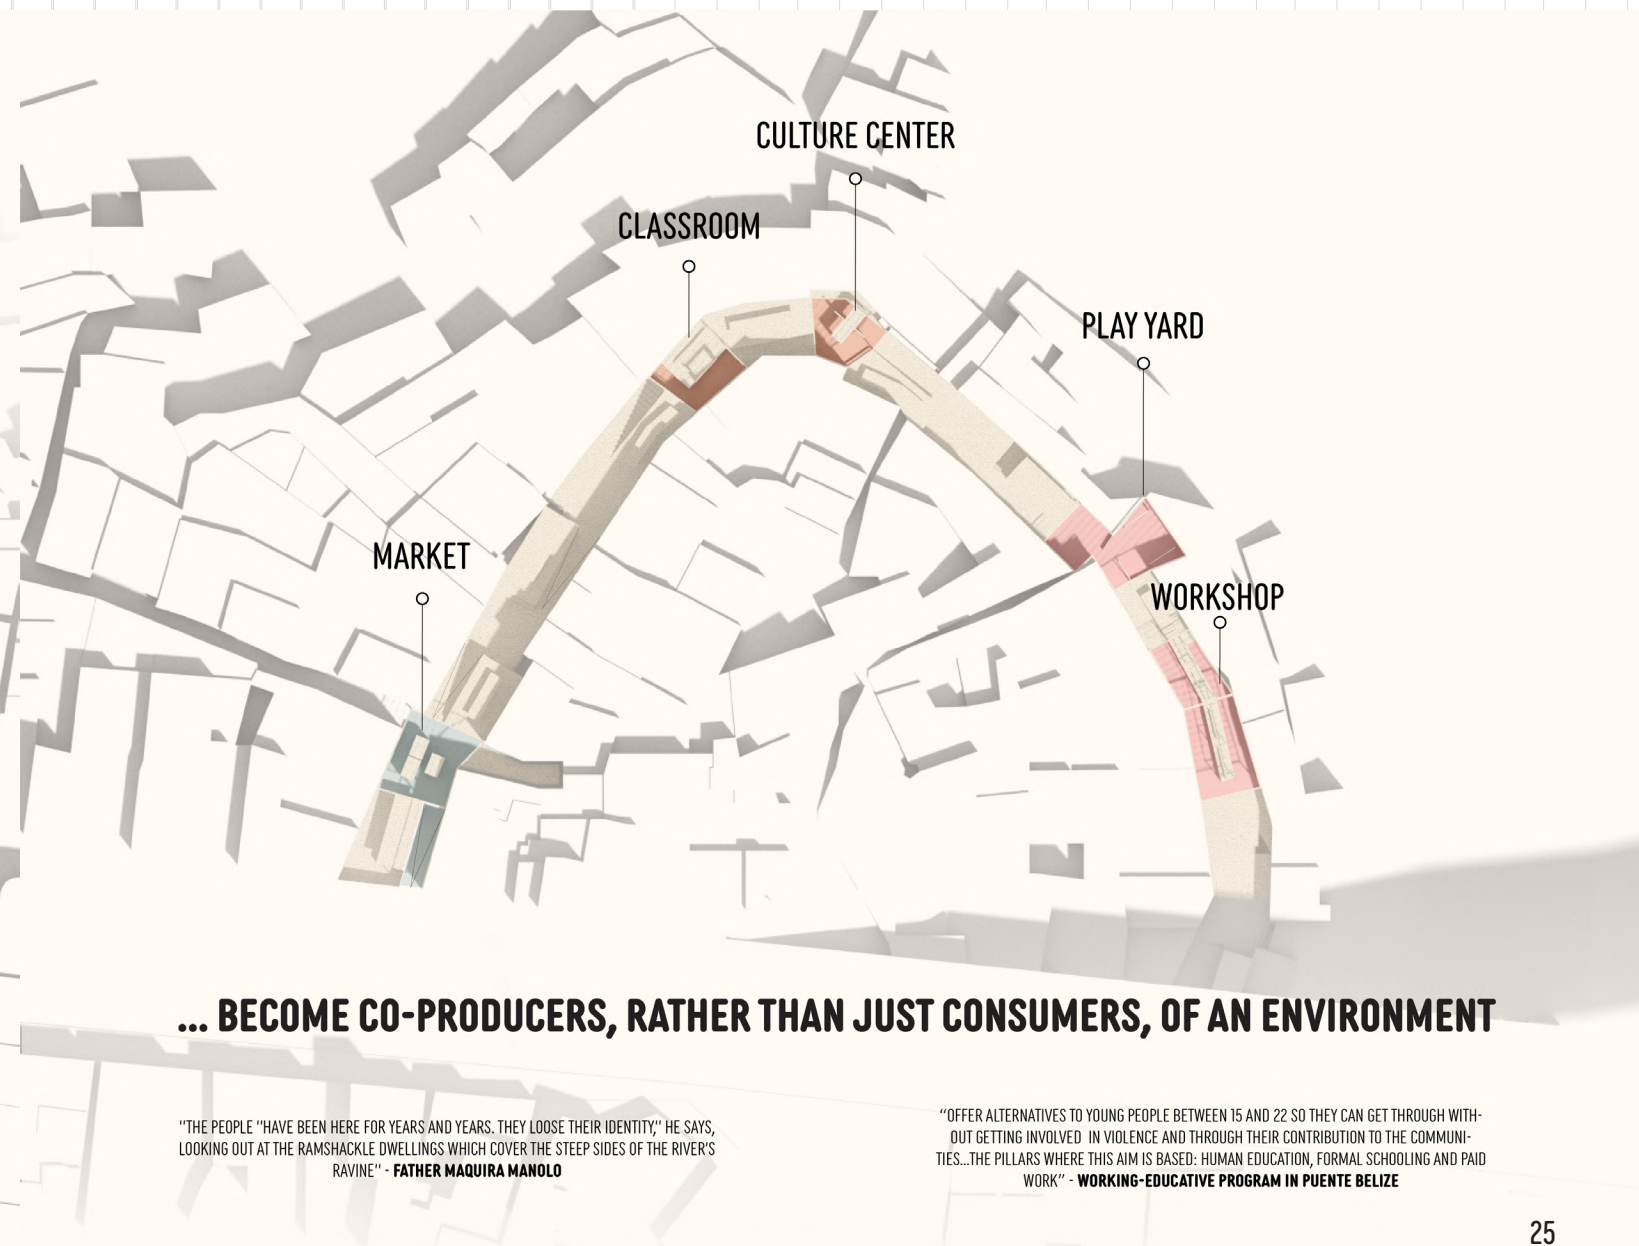 CULTURE CENTER
CLASSROOM
PLAY YARD
MARKET
WORKSHOP
... BECOME CO-PRODUCERS, RATHER THAN JUST CONSUMERS, OF AN ENVIRONMENT
"THE PEOPLE "HAVE BEEN HERE FOR YEARS AND YEARS. THEY LOOSE THEIR IDENTITY," HE SAYS,
LOOKING OUT AT THE RAMSHACKLE DWELLINGS WHICH COVER THE STEEP SIDES OF THE RIVER'S
RAVINE" - FATHER MAQUIRA MANOLO
“OFFER ALTERNATIVES TO YOUNG PEOPLE BETWEEN 15 AND 22 SO THEY CAN GET THROUGH WITH-
OUT GETTING INVOLVED IN VIOLENCE AND THROUGH THEIR CONTRIBUTION TO THE COMMUNI-
TIES...THE PILLARS WHERE THIS AIM IS BASED: HUMAN EDUCATION, FORMAL SCHOOLING AND PAID
WORK” - WORKING-EDUCATIVE PROGRAM IN PUENTE BELIZE
25